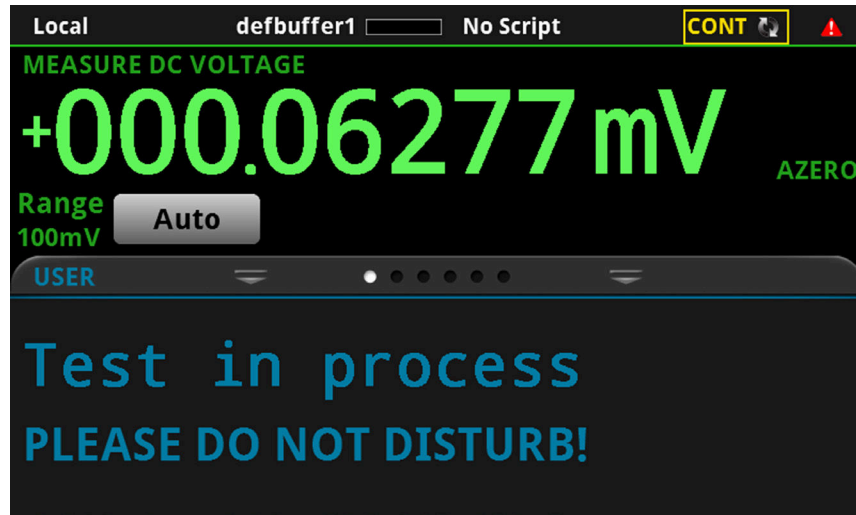 Local defbuffer1 No Script CONT
MEASURE DC VOLTAGE
+000.06277 mV
AZERO
Range
Auto
100mV
USER
Test in process
PLEASE DO NOT DISTURB!